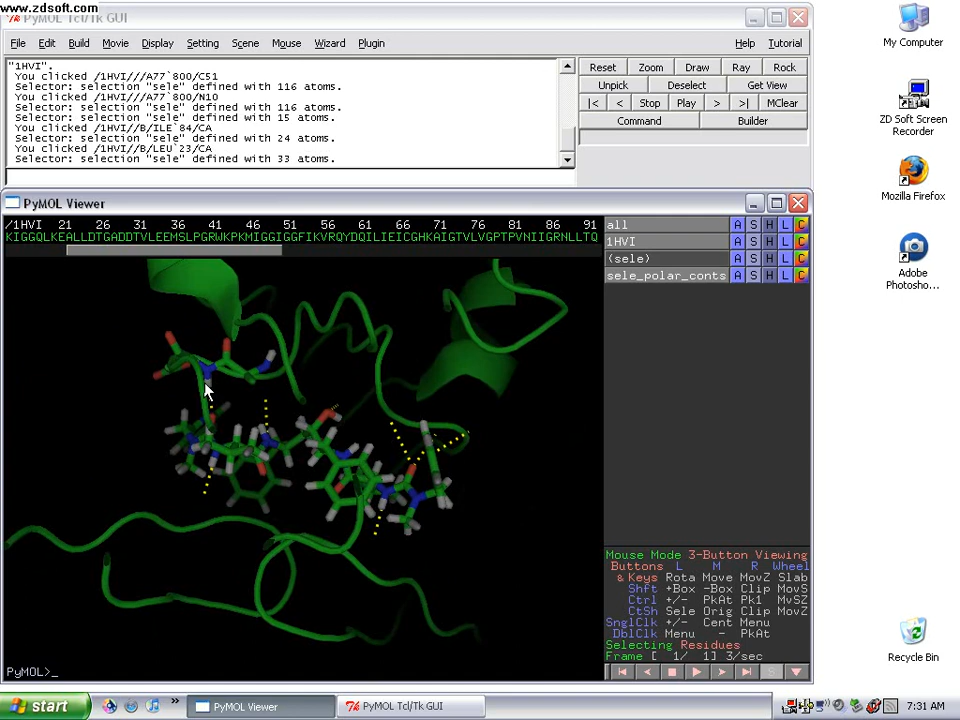 www.zdsoft.com
PyMOL Tcl/Tk GUI
File Edit Build Movie Display Setting Scene Mouse Wizard Plugin Help Tutorial
"1HVI".
You clicked /1HVI///A77`800/C51
Selector: selection "sele" defined with 116 atoms.
You clicked /1HVI///A77`800/N10
Selector: selection "sele" defined with 116 atoms.
Selector: selection "sele" defined with 15 atoms.
You clicked /1HVI//B/ILE`84/CA
Selector: selection "sele" defined with 24 atoms.
You clicked /1HVI//B/LEU`23/CA
Selector: selection "sele" defined with 33 atoms.
Reset Zoom Draw Ray Rock
Unpick Deselect Get View
|< < Stop Play > >| MClear
Command Builder
PyMOL Viewer
/1HVI 21 26 31 36 41 46 51 56 61 66 71 76 81 86 91
KIGGQLKEALLDTGADDTVLEEMSLPGRWKPKMIGGIGGFIKVRQYDQILIEICGHKAIGTVLVGPTPVNIIGRNLLTQ
all A S H L C
1HVI A S H L C
(sele) A S H L C
sele_polar_conts A S H L C
Mouse Mode 3-Button Viewing
Buttons L M R Wheel
& Keys Rota Move MovZ Slab
Shft +Box -Box Clip MovS
Ctrl +/- PkAt Pk1 MvSZ
CtSh Sele Orig Clip MovZ
SnglClk +/- Cent Menu
DblClk Menu - PkAt
Selecting Residues
Frame [ 1/ 1] 3/sec
PyMOL>_
My Computer
ZD Soft Screen
Recorder
Mozilla Firefox
Adobe
Photosho...
Recycle Bin
start
»
PyMOL Viewer
PyMOL Tcl/Tk GUI
7:31 AM